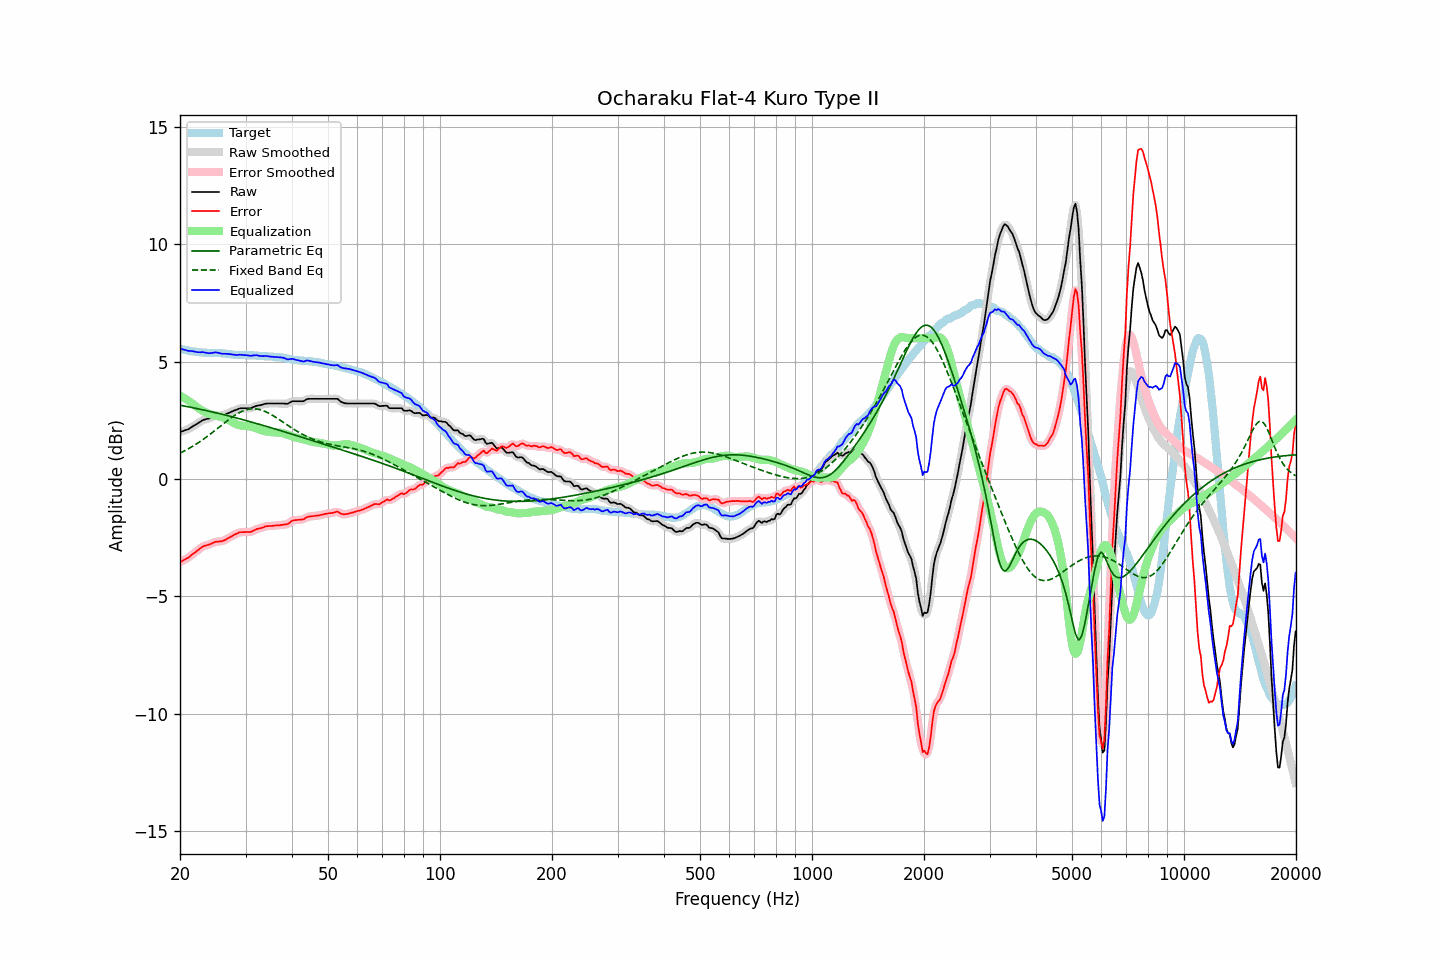 Ocharaku Flat-4 Kuro Type II
Target
Raw Smoothed
Error Smoothed
Raw
Error
Equalization
Parametric Eq
Fixed Band Eq
Equalized
15
10
5
0
−5
−10
−15
Amplitude (dBr)
20
50
100
200
500
1000
2000
5000
10000
20000
Frequency (Hz)